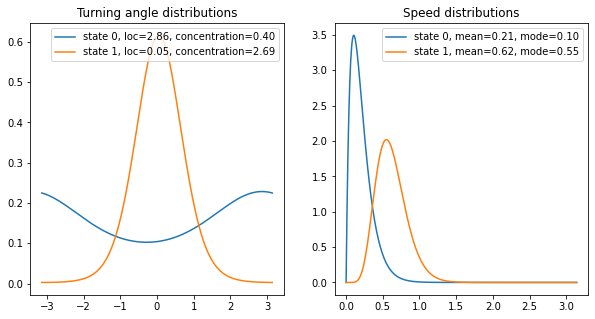 Turning angle distributions
state 0, loc=2.86, concentration=0.40
state 1, loc=0.05, concentration=2.69
0.6
0.5
0.4
0.3
0.2
0.1
0.0
−3 −2 −1 0 1 2 3
Speed distributions
state 0, mean=0.21, mode=0.10
state 1, mean=0.62, mode=0.55
3.5
3.0
2.5
2.0
1.5
1.0
0.5
0.0
0.0 0.5 1.0 1.5 2.0 2.5 3.0